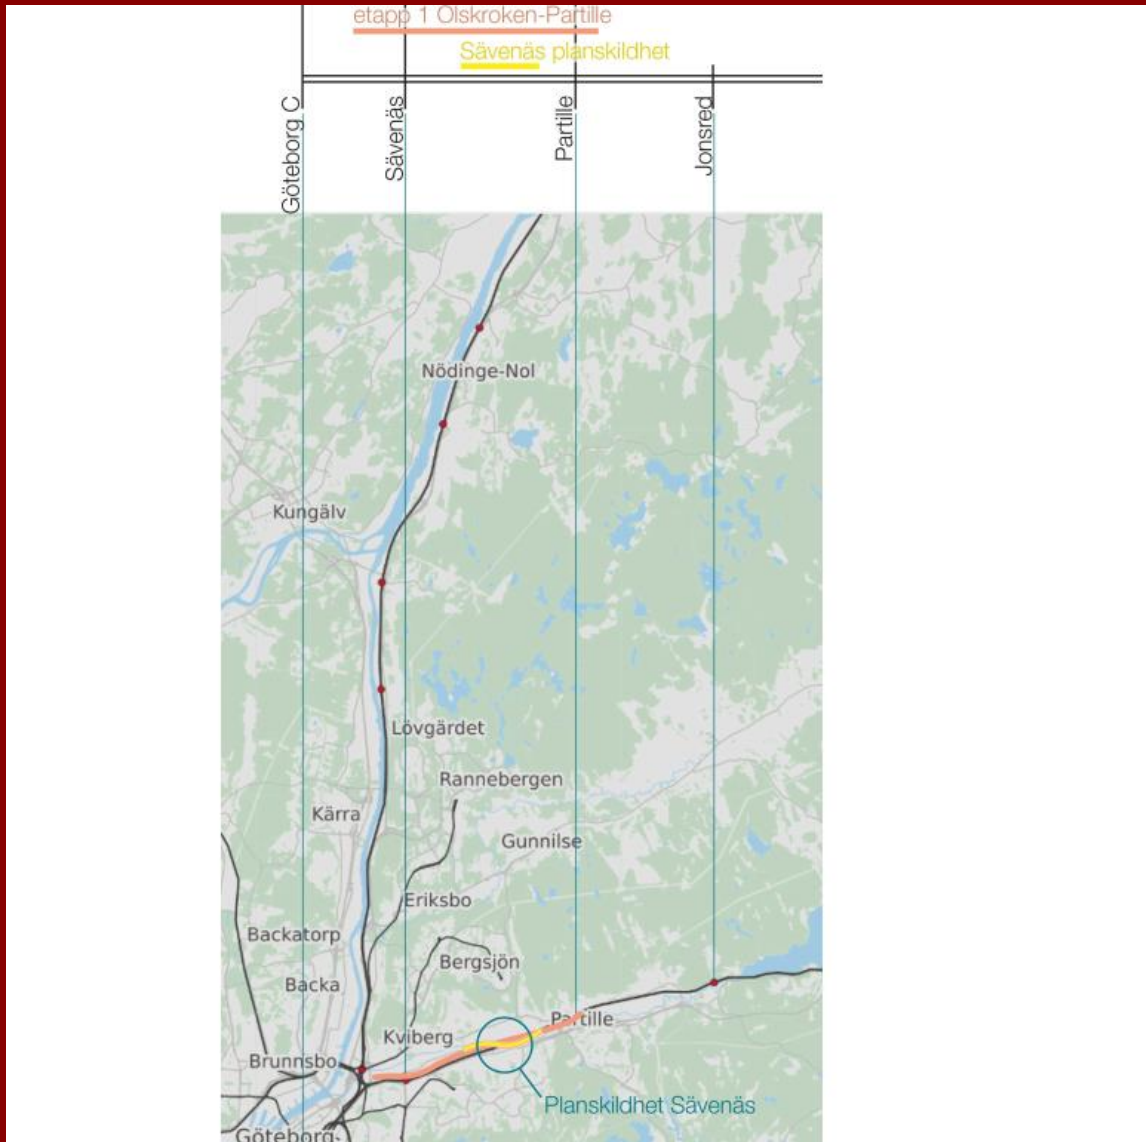 etapp 1 Olskroken-Partille
Sävenäs planskildhet
Göteborg C
Sävenäs
Partille
Jonsred
Nödinge-Nol
Kungälv
Lövgärdet
Rannebergen
Kärra
Gunnilse
Eriksbo
Backatorp
Bergsjön
Backa
Partille
Kviberg
Brunnsbo
Planskildhet Sävenäs
Göteborg